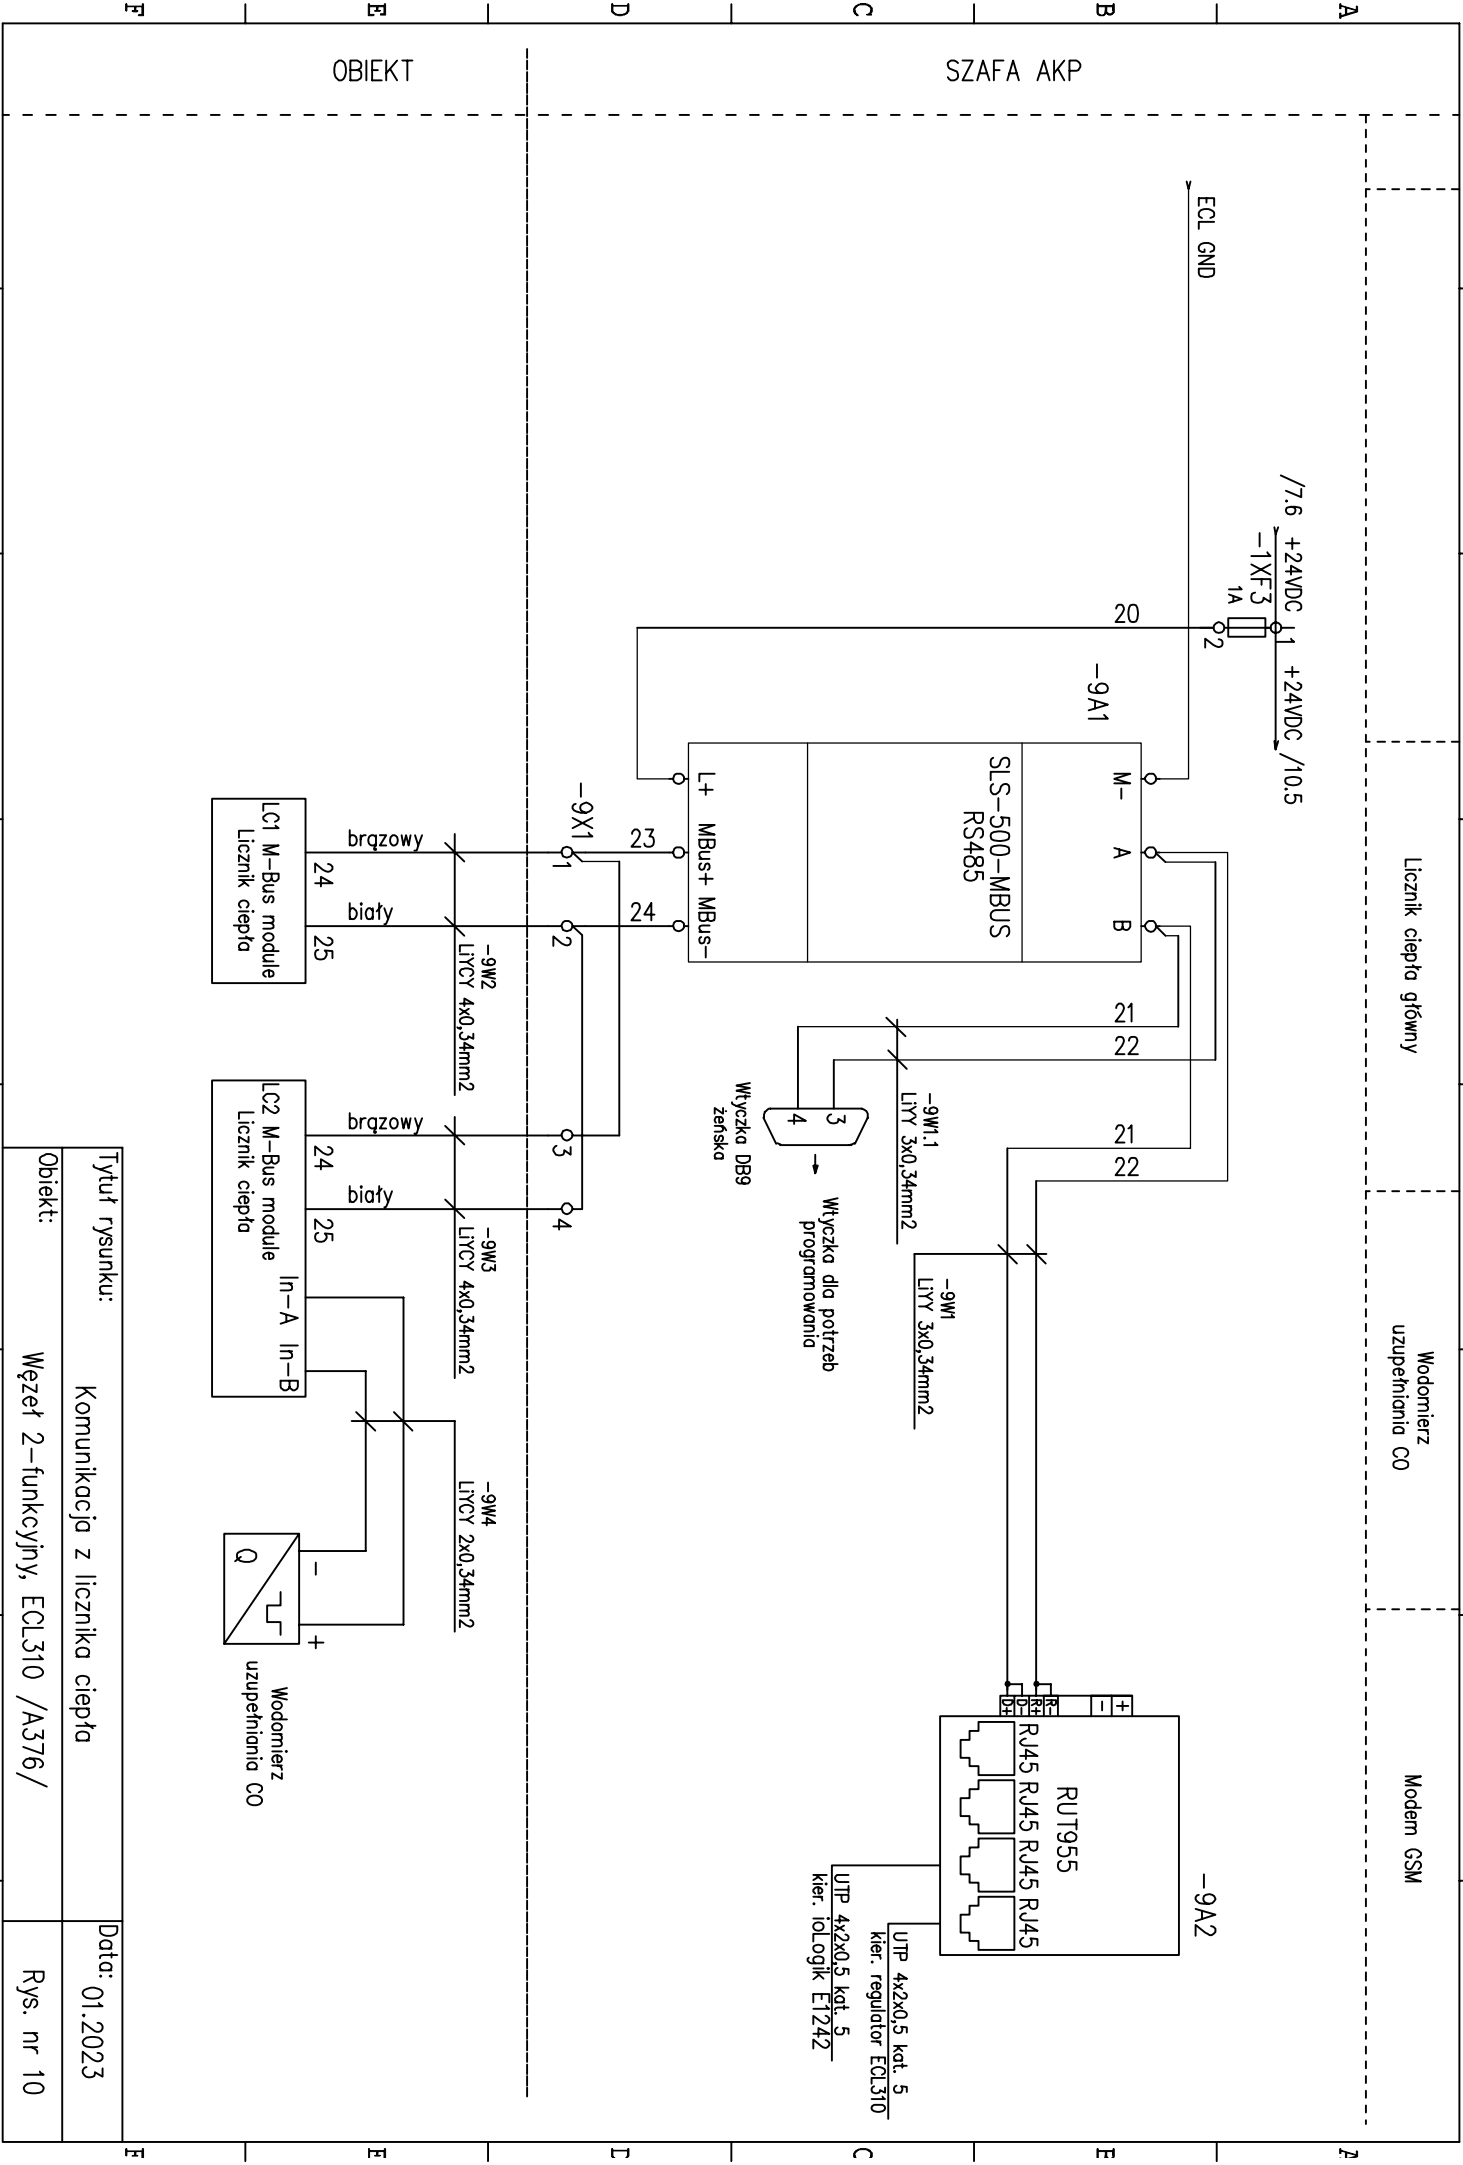 A
B
C
D
E
F
SZAFA AKP
OBIEKT
Licznik ciepła główny
Wodomierz
uzupełniania CO
Modem GSM
/7.6 +24VDC
1
+24VDC /10.5
-1XF3
1A
2
ECL GND
20
-9A1
M-
A
B
SLS-500-MBUS
RS485
L+
MBus+
MBus-
21
22
21
22
-9W1.1
LiYY 3x0,34mm2
3
4
Wtyczka DB9
żeńska
Wtyczka dla potrzeb
programowania
-9W1
LiYY 3x0,34mm2
-9A2
+
-
R-
R+
D-
D+
RUT955
RJ45
RJ45
RJ45
RJ45
UTP 4x2x0,5 kat. 5
kier. regulator ECL310
UTP 4x2x0,5 kat. 5
kier. ioLogik E1242
23
24
-9X1
1
2
3
4
-9W2
LiYCY 4x0,34mm2
-9W3
LiYCY 4x0,34mm2
-9W4
LiYCY 2x0,34mm2
brązowy
biały
brązowy
biały
24
25
24
25
LC1 M-Bus module
Licznik ciepła
LC2 M-Bus module
Licznik ciepła
In-A
In-B
-
+
Q
Wodomierz
uzupełniania CO
Tytuł rysunku:
Komunikacja z licznika ciepła
Data:
01.2023
Obiekt:
Węzeł 2-funkcyjny, ECL310 /A376/
Rys. nr 10
A
B
C
D
E
F